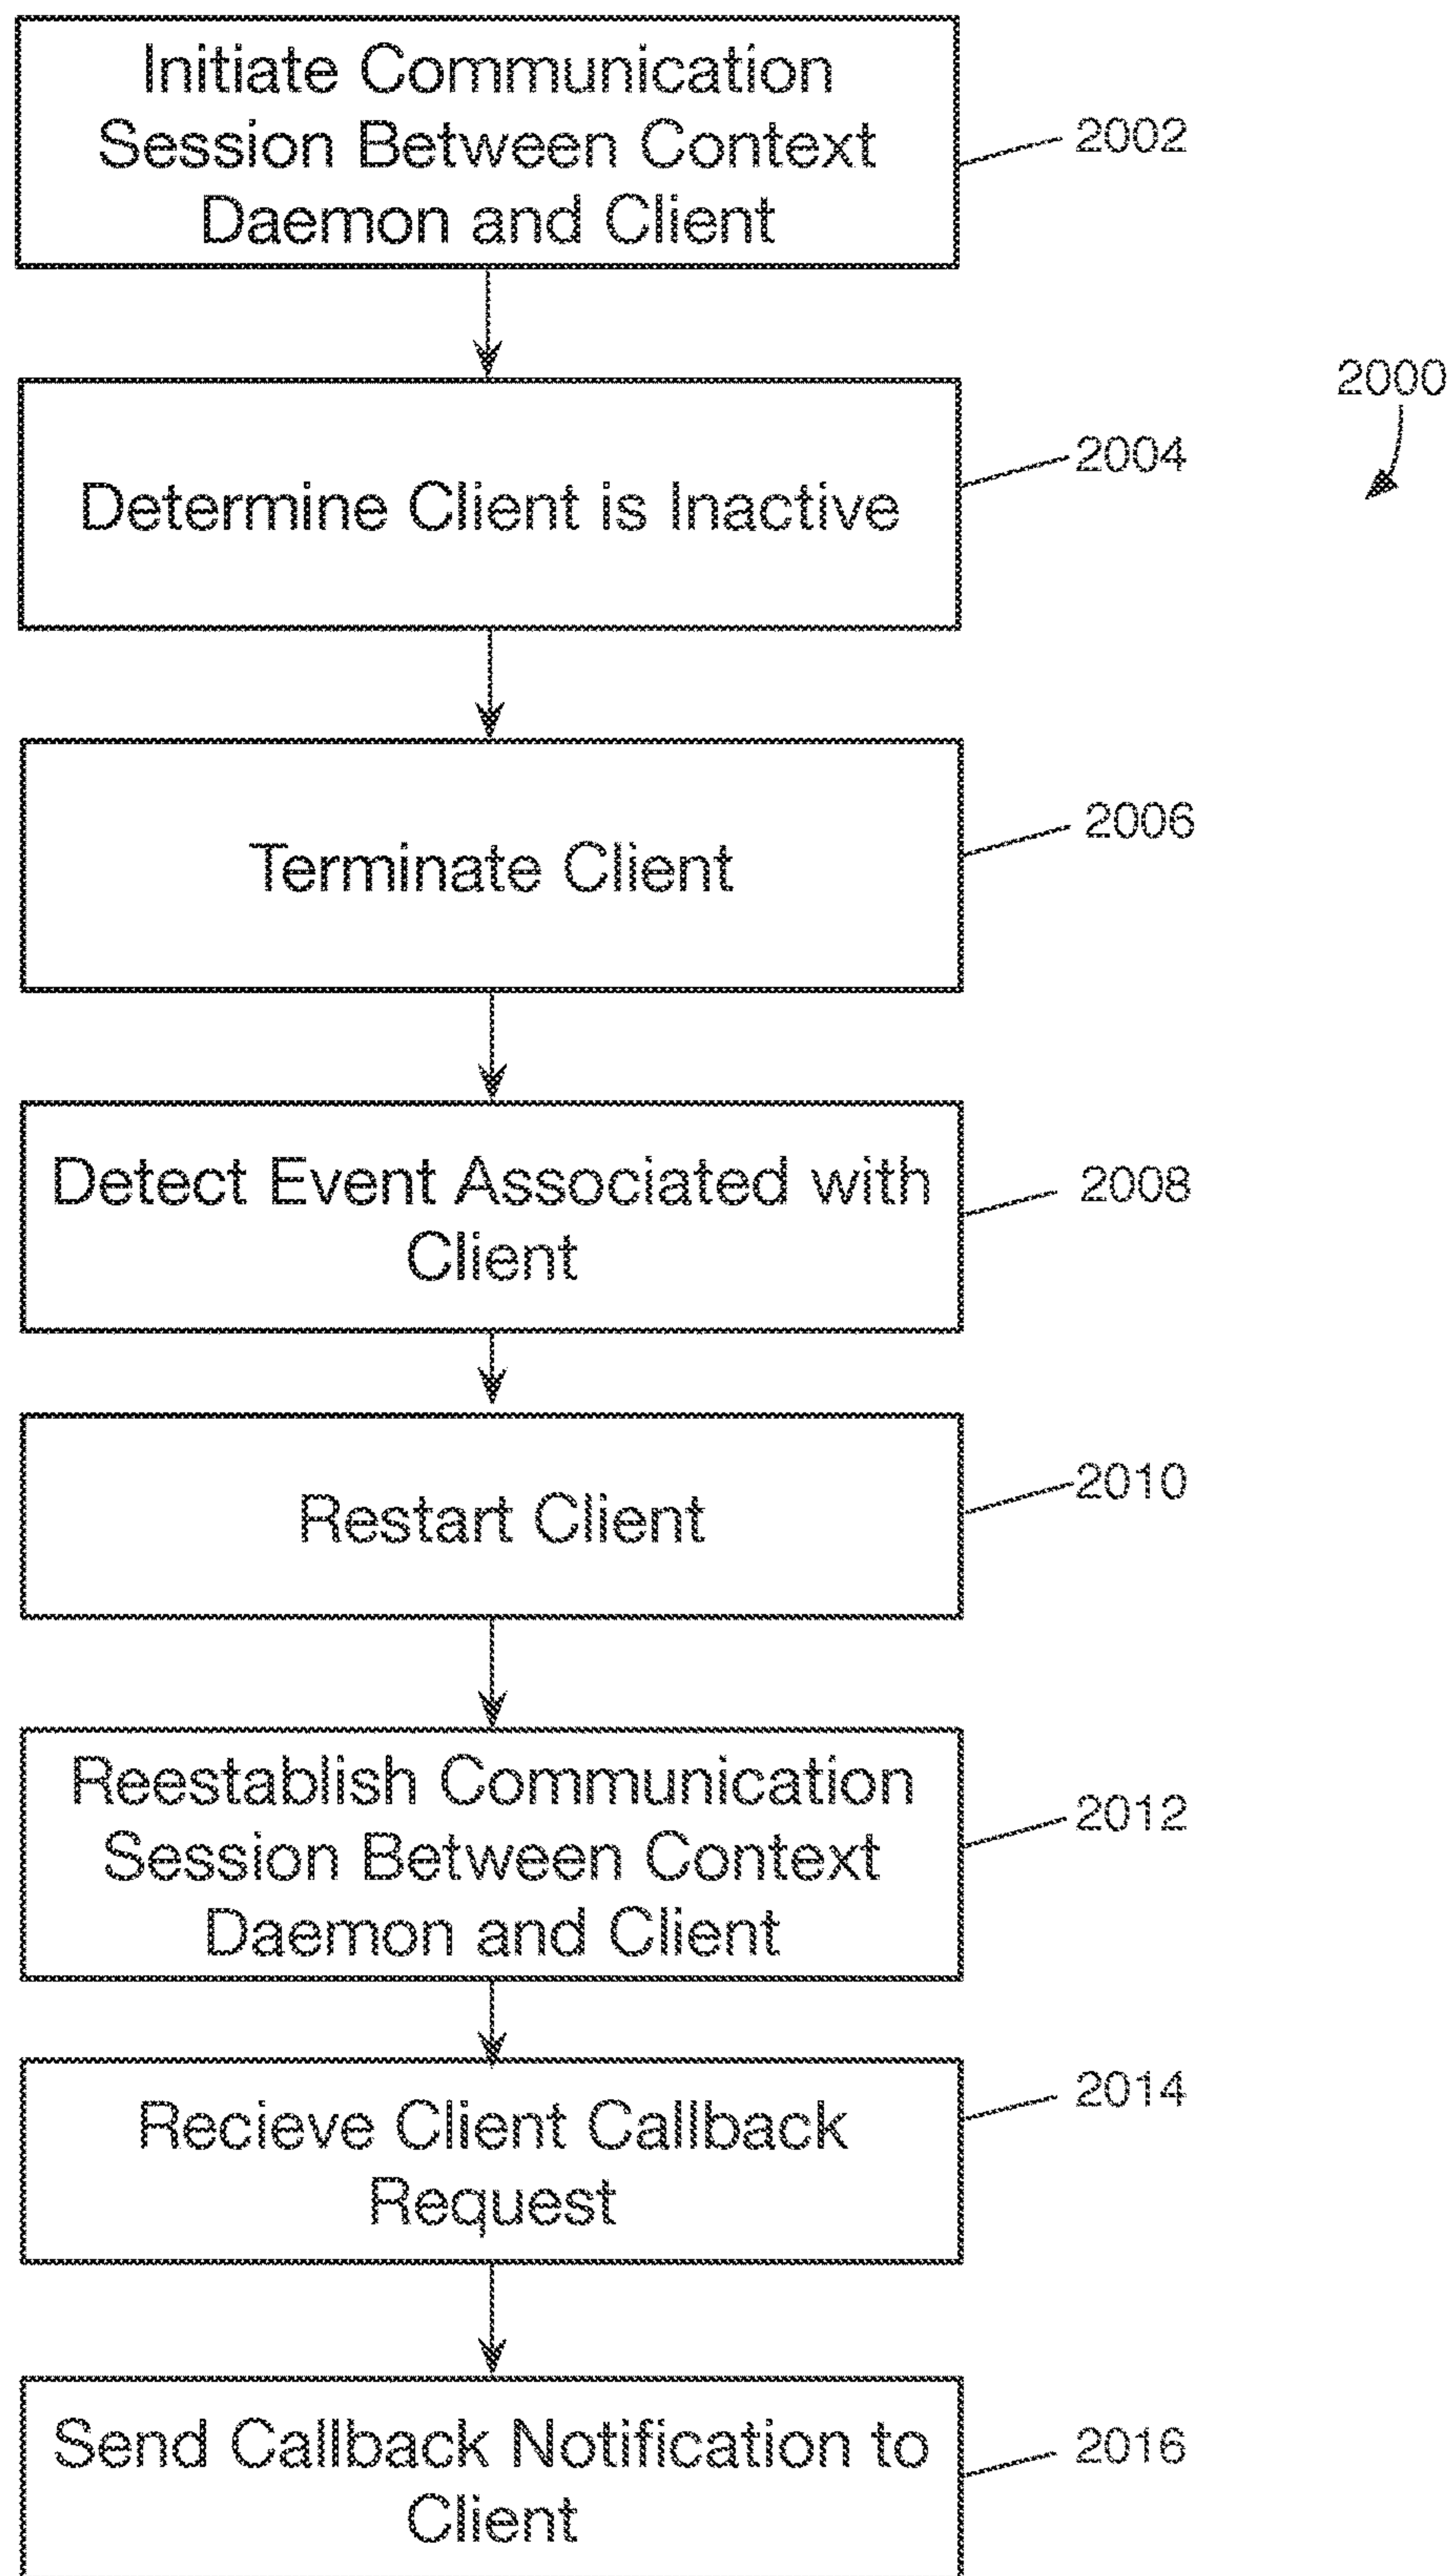 Initiate Communication
Session Between Context
Daemon and Client
2002
2000
Determine Client is Inactive
2004
Terminate Client
2006
Detect Event Associated with
Client
2008
Restart Client
2010
Reestablish Communication
Session Between Context
Daemon and Client
2012
Recieve Client Callback
Request
2014
Send Callback Notification to
Client
2016